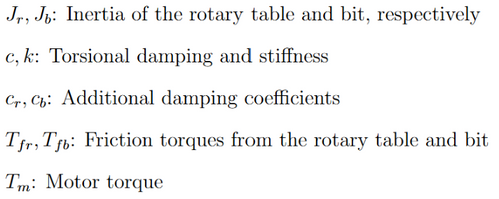 J_r, J_b: Inertia of the rotary table and bit, respectively
c, k: Torsional damping and stiffness
c_r, c_b: Additional damping coefficients
T_{fr}, T_{fb}: Friction torques from the rotary table and bit
T_m: Motor torque